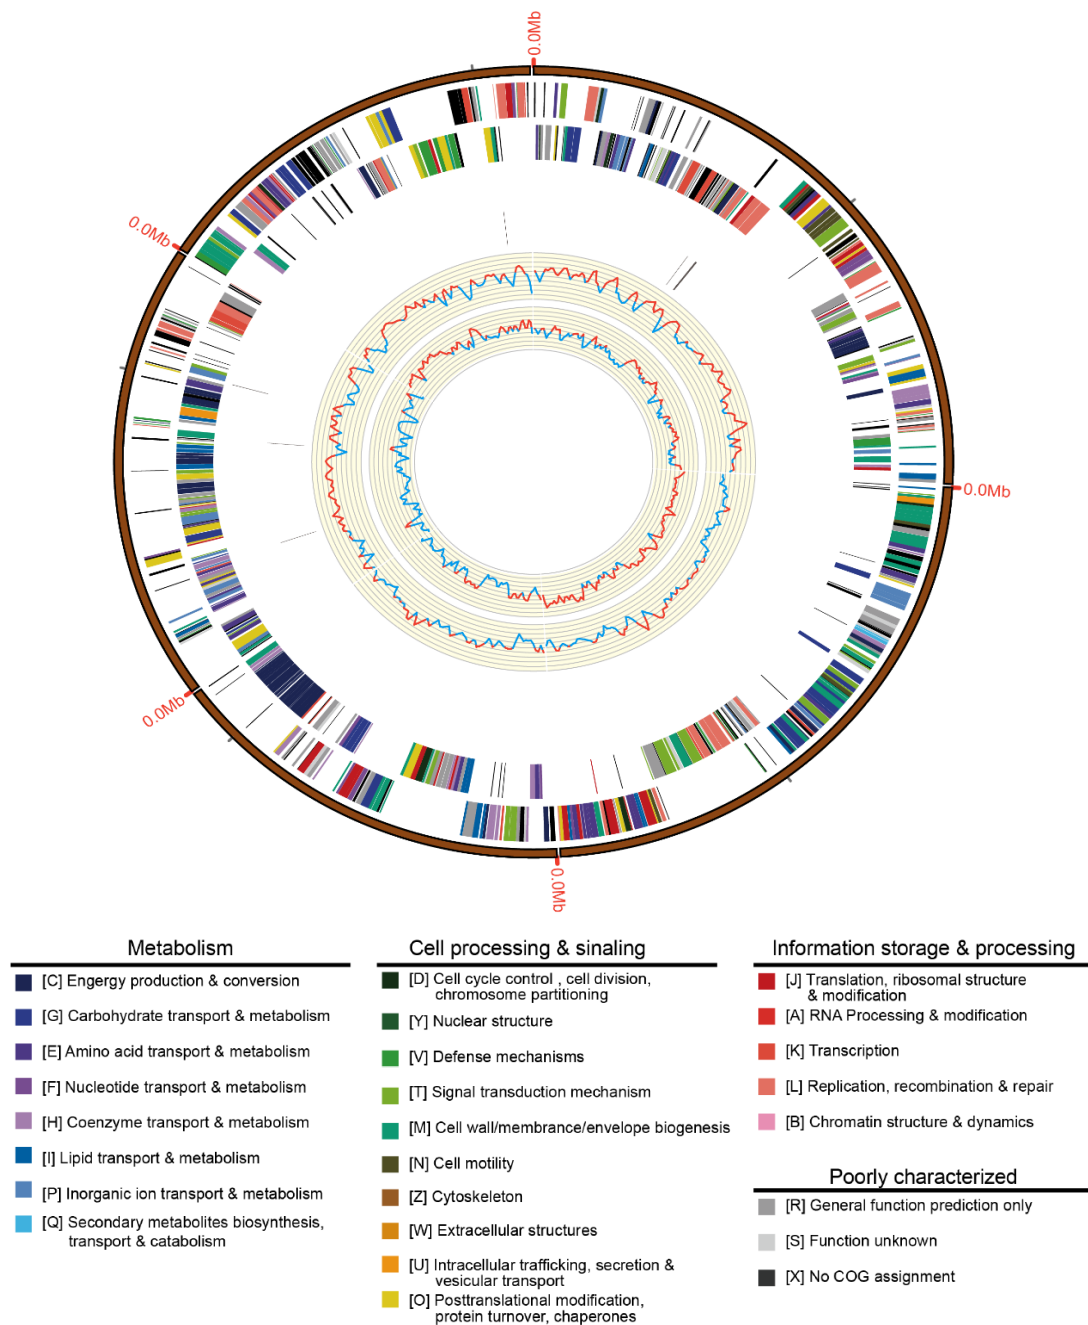 0.0Mb
0.0Mb
0.0Mb
0.0Mb
0.0Mb
Metabolism
[C] Engergy production & conversion
[G] Carbohydrate transport & metabolism
[E] Amino acid transport & metabolism
[F] Nucleotide transport & metabolism
[H] Coenzyme transport & metabolism
[I] Lipid transport & metabolism
[P] Inorganic ion transport & metabolism
[Q] Secondary metabolites biosynthesis,
transport & catabolism
Cell processing & sinaling
[D] Cell cycle control , cell division,
chromosome partitioning
[Y] Nuclear structure
[V] Defense mechanisms
[T] Signal transduction mechanism
[M] Cell wall/membrance/envelope biogenesis
[N] Cell motility
[Z] Cytoskeleton
[W] Extracellular structures
[U] Intracellular trafficking, secretion &
vesicular transport
[O] Posttranslational modification,
protein turnover, chaperones
Information storage & processing
[J] Translation, ribosomal structure
& modification
[A] RNA Processing & modification
[K] Transcription
[L] Replication, recombination & repair
[B] Chromatin structure & dynamics
Poorly characterized
[R] General function prediction only
[S] Function unknown
[X] No COG assignment